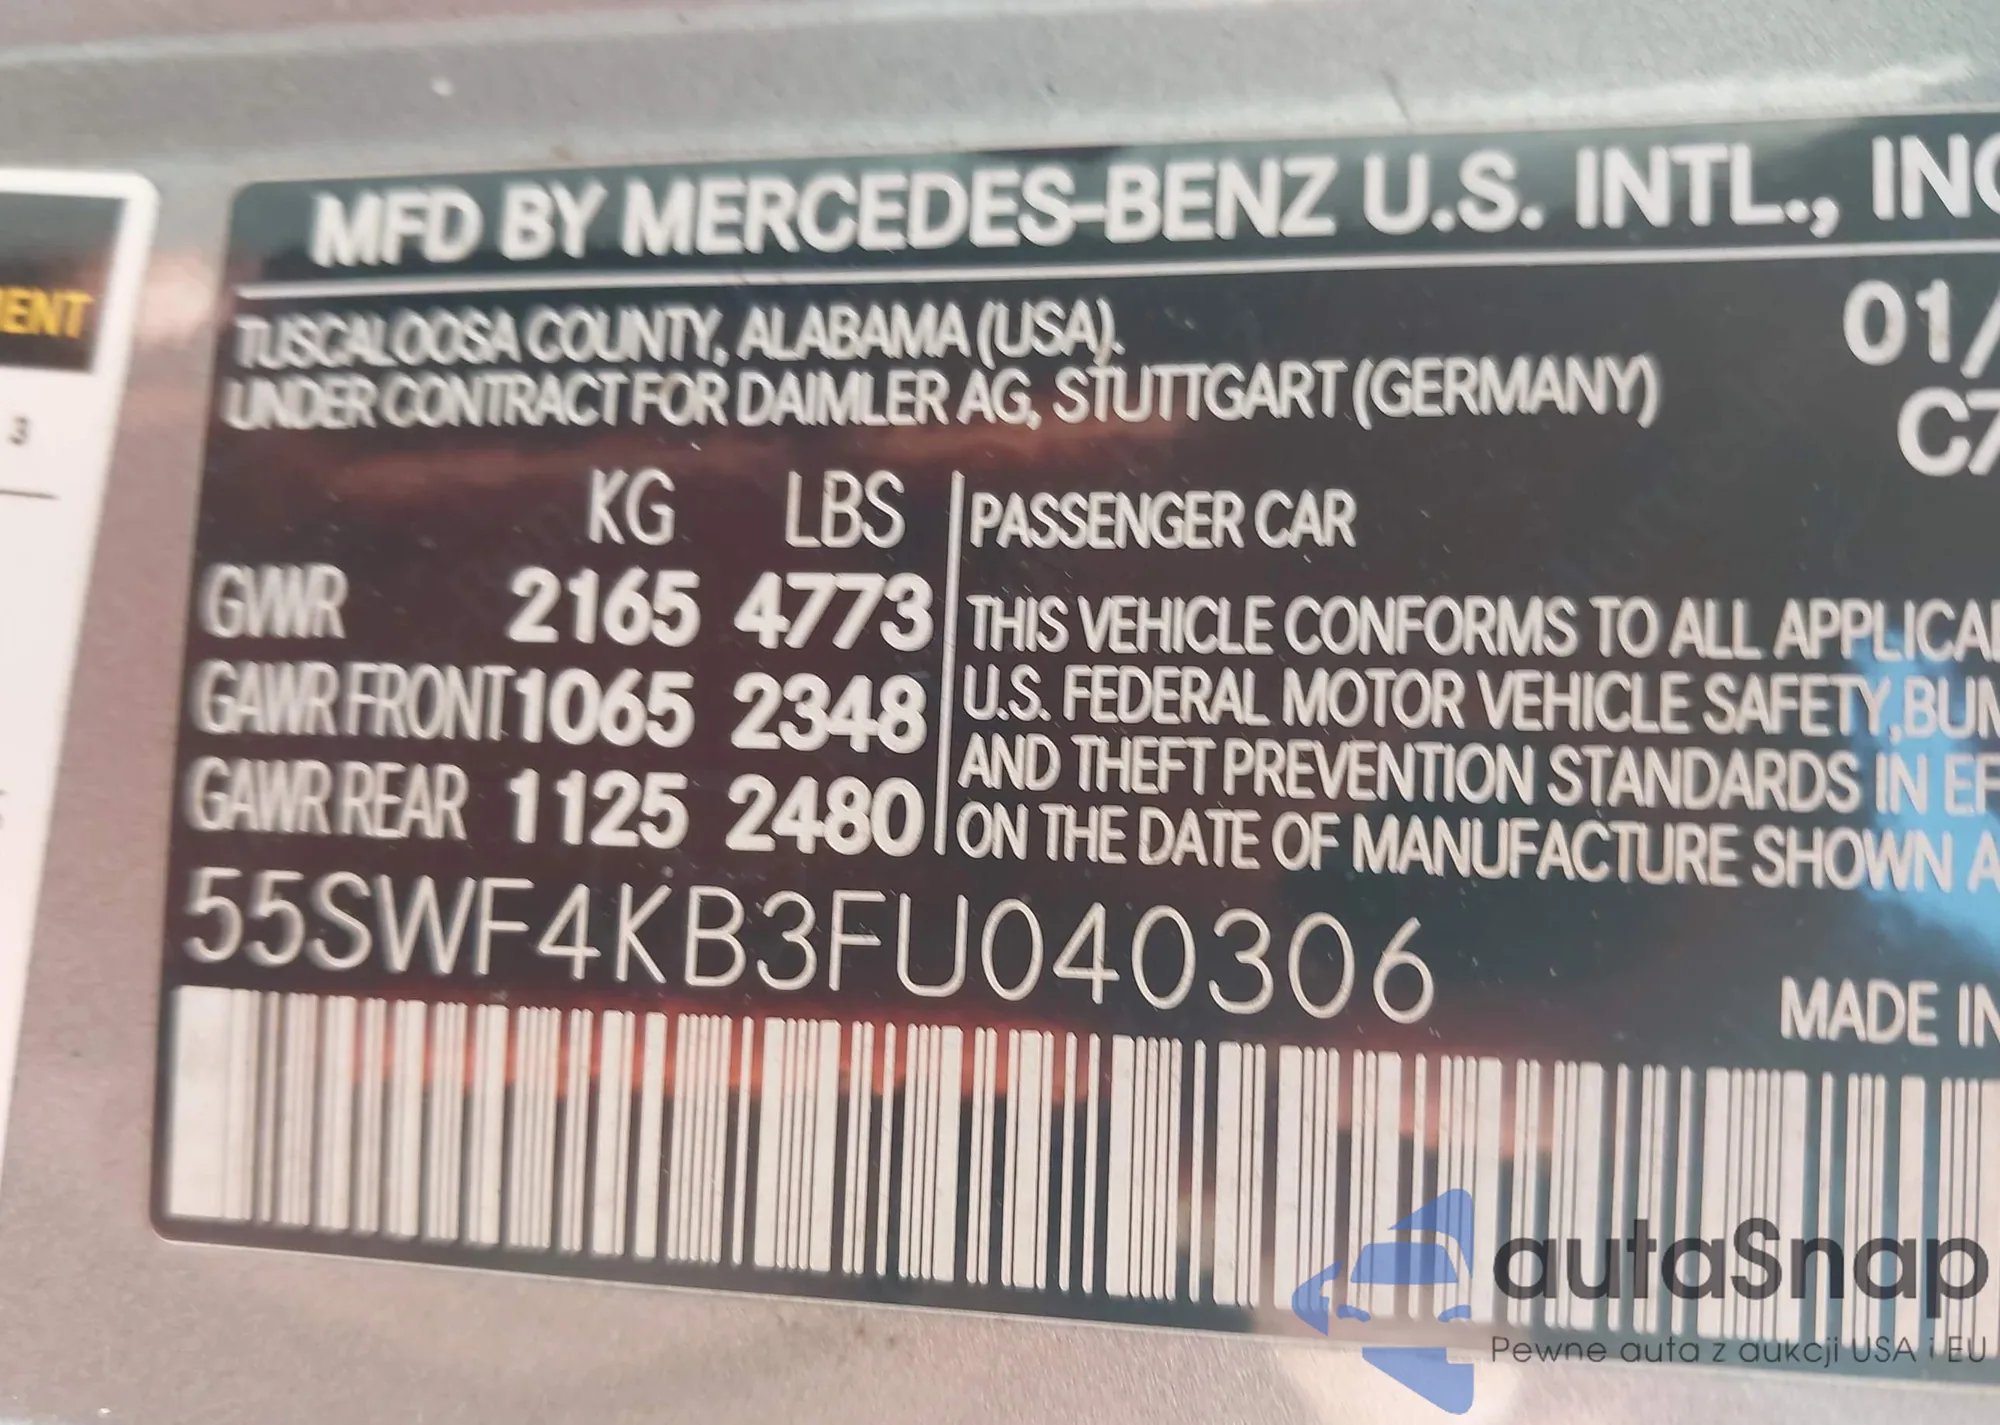 MFD BY MERCEDES-BENZ U.S. INTL., INC
TUSCALOOSA COUNTY, ALABAMA (USA).
UNDER CONTRACT FOR DAIMLER AG, STUTTGART (GERMANY)
01/
C7
KG LBS
GVWR 2165 4773
GAWR FRONT 1065 2348
GAWR REAR 1125 2480
PASSENGER CAR
THIS VEHICLE CONFORMS TO ALL APPLICA
U.S. FEDERAL MOTOR VEHICLE SAFETY, BUM
AND THEFT PREVENTION STANDARDS IN EF
ON THE DATE OF MANUFACTURE SHOWN A
55SWF4KB3FU040306
MADE IN
ENT
3
autaSnap
Pewne auta z aukcji USA i EU